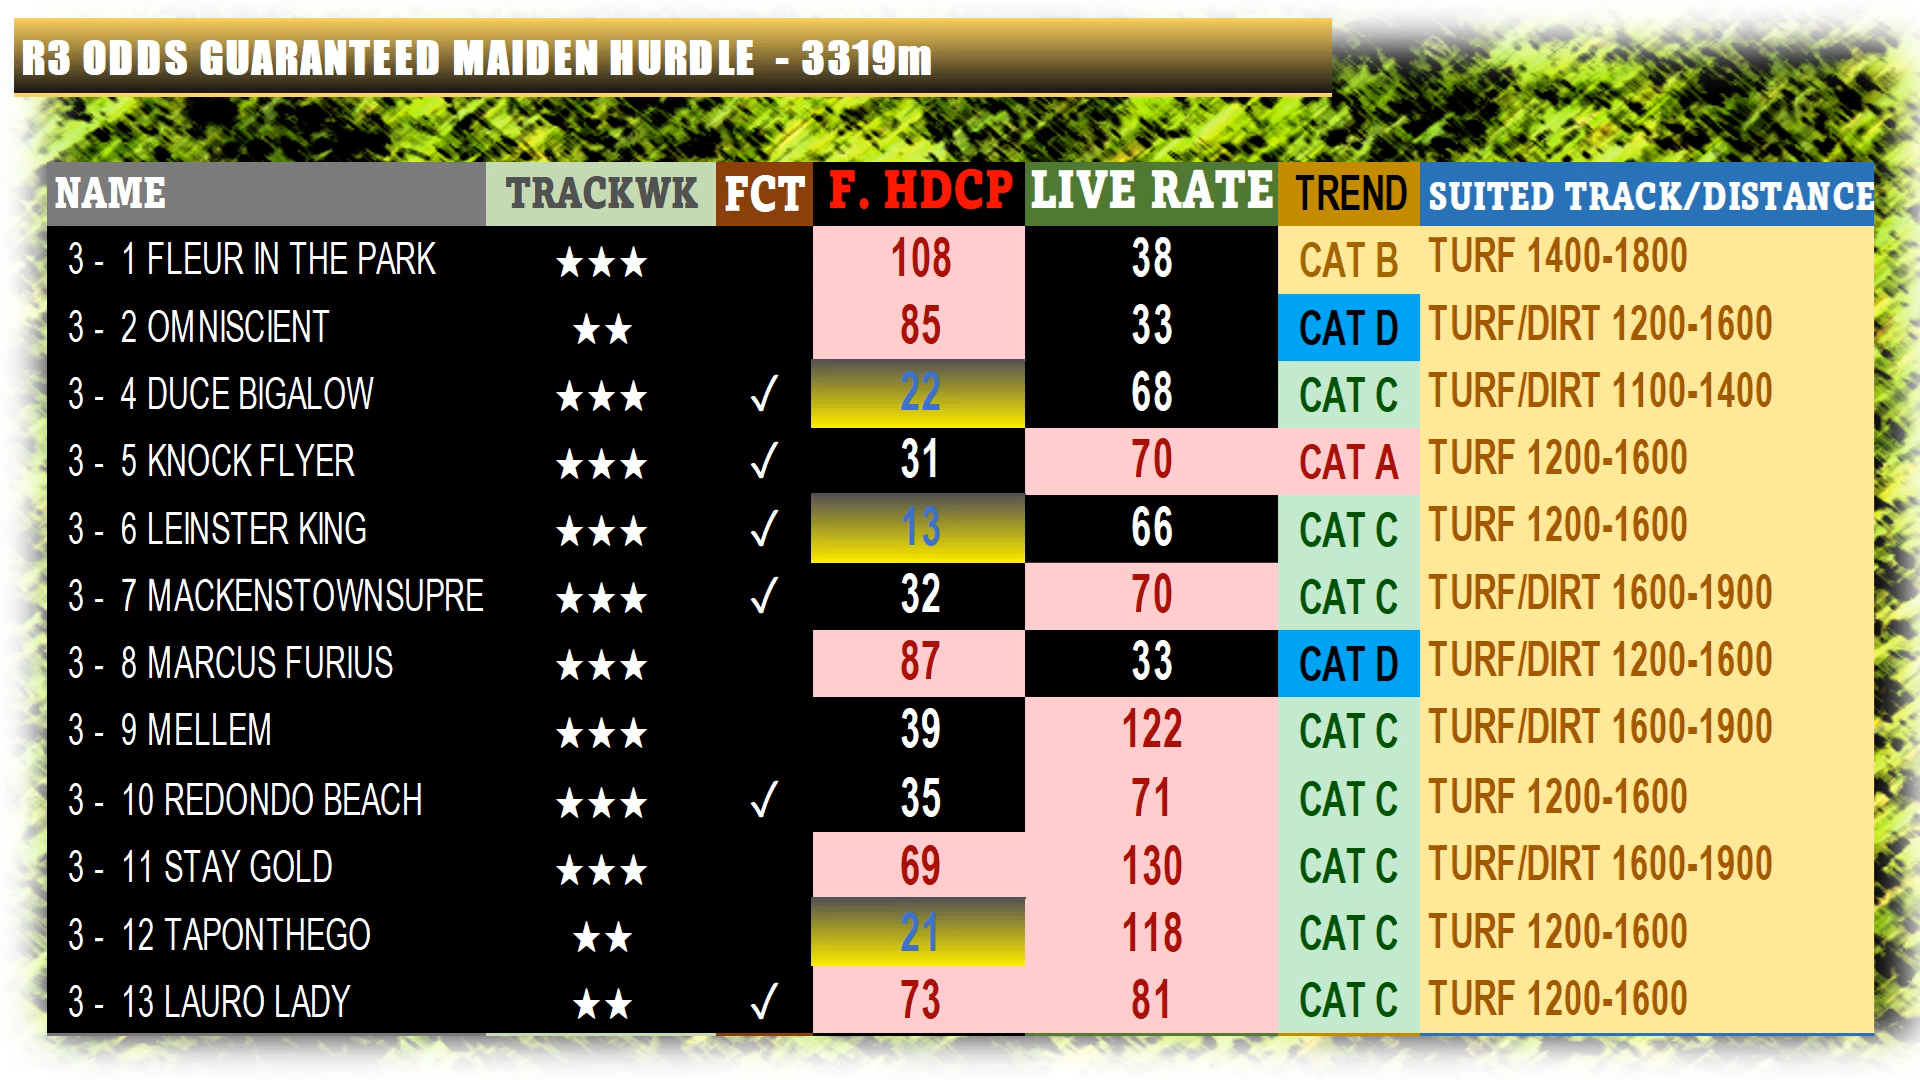 R3 ODDS GUARANTEED MAIDEN HURDLE - 3319m
NAME TRACKWK FCT F. HDCP LIVE RATE TREND SUITED TRACK/DISTANCE
3 - 1 FLEUR IN THE PARK ★★★ 108 38 CAT B TURF 1400-1800
3 - 2 OMNISCIENT ★★ 85 33 CAT D TURF/DIRT 1200-1600
3 - 4 DUCE BIGALOW ★★★ ✓ 22 68 CAT C TURF/DIRT 1100-1400
3 - 5 KNOCK FLYER ★★★ ✓ 31 70 CAT A TURF 1200-1600
3 - 6 LEINSTER KING ★★★ ✓ 13 66 CAT C TURF 1200-1600
3 - 7 MACKENSTOWNSUPRE ★★★ ✓ 32 70 CAT C TURF/DIRT 1600-1900
3 - 8 MARCUS FURIUS ★★★ 87 33 CAT D TURF/DIRT 1200-1600
3 - 9 MELLEM ★★★ 39 122 CAT C TURF/DIRT 1600-1900
3 - 10 REDONDO BEACH ★★★ ✓ 35 71 CAT C TURF 1200-1600
3 - 11 STAY GOLD ★★★ 69 130 CAT C TURF/DIRT 1600-1900
3 - 12 TAPONTHEGO ★★ 21 118 CAT C TURF 1200-1600
3 - 13 LAURO LADY ★★ ✓ 73 81 CAT C TURF 1200-1600